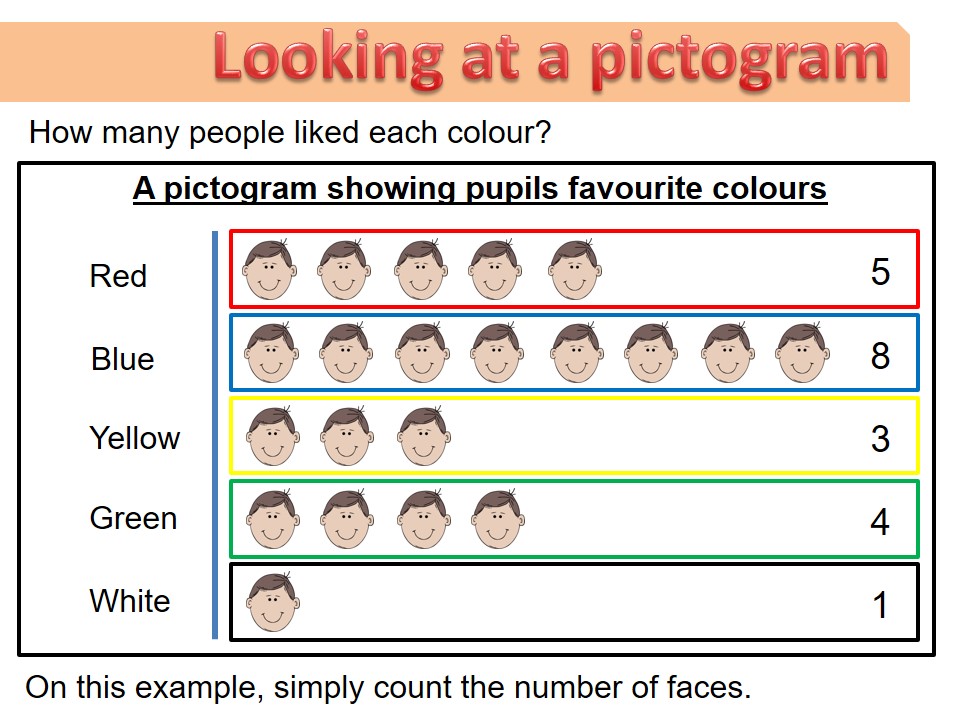 Looking at a pictogram
How many people liked each colour?
A pictogram showing pupils favourite colours
Red 5
Blue 8
Yellow 3
Green 4
White 1
On this example, simply count the number of faces.